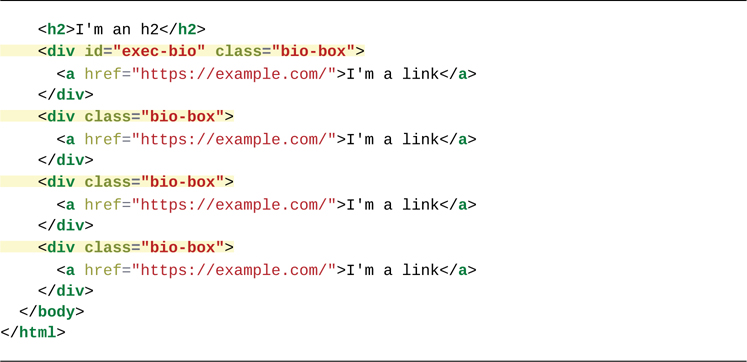 <h2>I'm an h2</h2>
    <div id="exec-bio" class="bio-box">
      <a href="https://example.com/">I'm a link</a>
    </div>
    <div class="bio-box">
      <a href="https://example.com/">I'm a link</a>
    </div>
    <div class="bio-box">
      <a href="https://example.com/">I'm a link</a>
    </div>
    <div class="bio-box">
      <a href="https://example.com/">I'm a link</a>
    </div>
  </body>
</html>